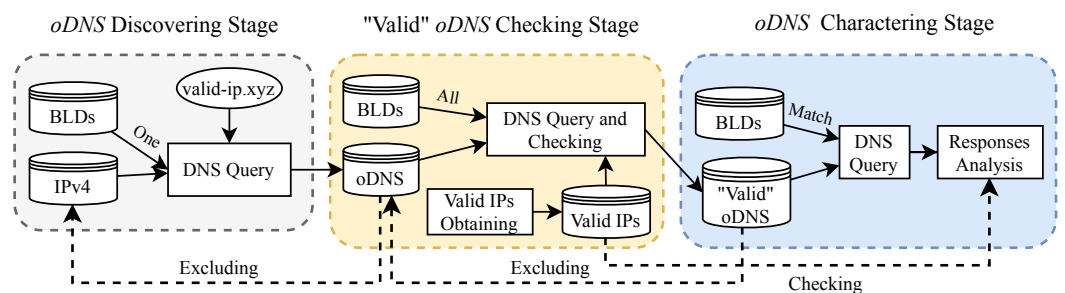 oDNS Discovering Stage
"Valid" oDNS Checking Stage
oDNS Charactering Stage
BLDs
valid-ip.xyz
One
IPv4
DNS Query
BLDs
All
DNS Query and
Checking
oDNS
Valid IPs
Obtaining
Valid IPs
BLDs
Match
DNS
Query
Responses
Analysis
"Valid"
oDNS
Excluding
Excluding
Checking